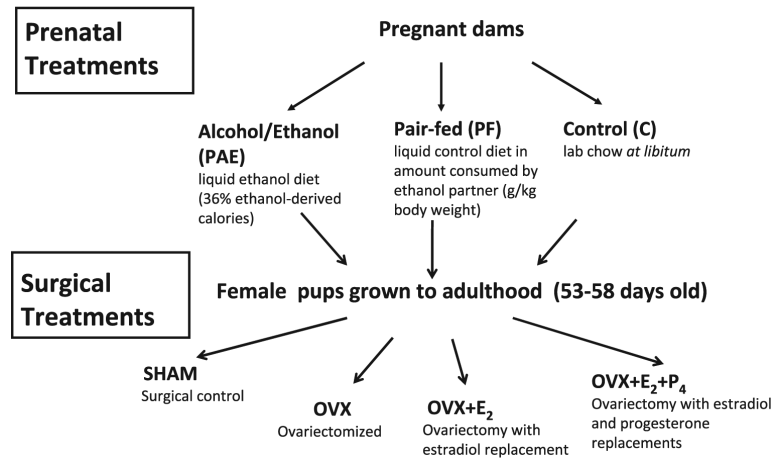 Prenatal
Treatments
Pregnant dams
Alcohol/Ethanol
(PAE)
liquid ethanol diet
(36% ethanol-derived
calories)
Pair-fed (PF)
liquid control diet in
amount consumed by
ethanol partner (g/kg
body weight)
Control (C)
lab chow at libitum
Surgical
Treatments
Female pups grown to adulthood (53-58 days old)
SHAM
Surgical control
OVX
Ovariectomized
OVX+E₂
Ovariectomy with
estradiol replacement
OVX+E₂+P₄
Ovariectomy with estradiol
and progesterone
replacements